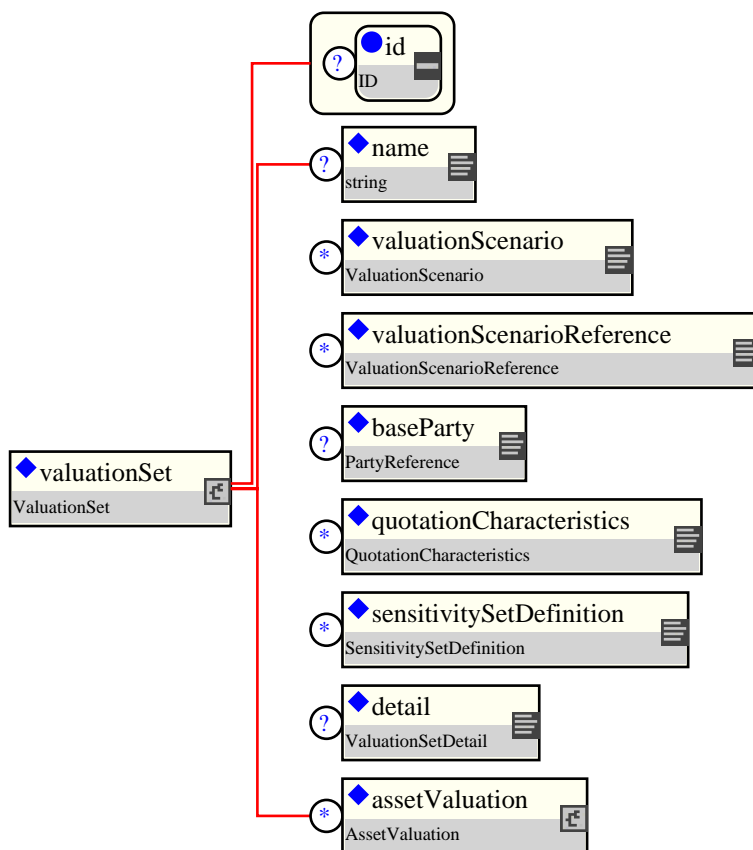 id
?
ID
name
?
string
valuationScenario
*
ValuationScenario
valuationScenarioReference
*
ValuationScenarioReference
baseParty
?
PartyReference
valuationSet
ValuationSet
quotationCharacteristics
*
QuotationCharacteristics
sensitivitySetDefinition
*
SensitivitySetDefinition
detail
?
ValuationSetDetail
assetValuation
*
AssetValuation